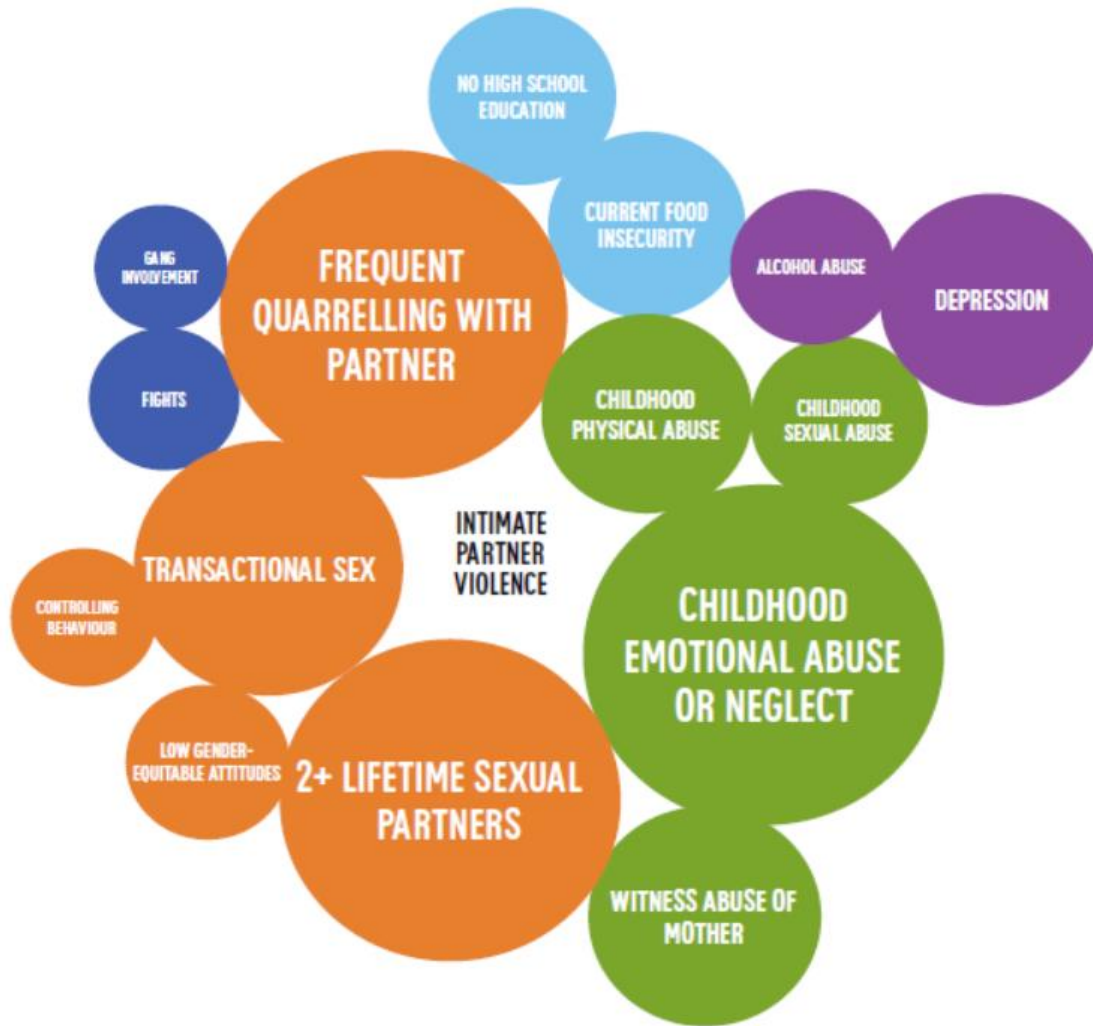 NO HIGH SCHOOL
EDUCATION
CURRENT FOOD
INSECURITY
ALCOHOL ABUSE
DEPRESSION
GANG
INVOLVEMENT
FREQUENT
QUARRELLING WITH
PARTNER
FIGHTS
CHILDHOOD
PHYSICAL ABUSE
CHILDHOOD
SEXUAL ABUSE
INTIMATE
PARTNER
VIOLENCE
TRANSACTIONAL SEX
CONTROLLING
BEHAVIOUR
CHILDHOOD
EMOTIONAL ABUSE
OR NEGLECT
LOW GENDER-
EQUITABLE ATTITUDES
2+ LIFETIME SEXUAL
PARTNERS
WITNESS ABUSE OF
MOTHER